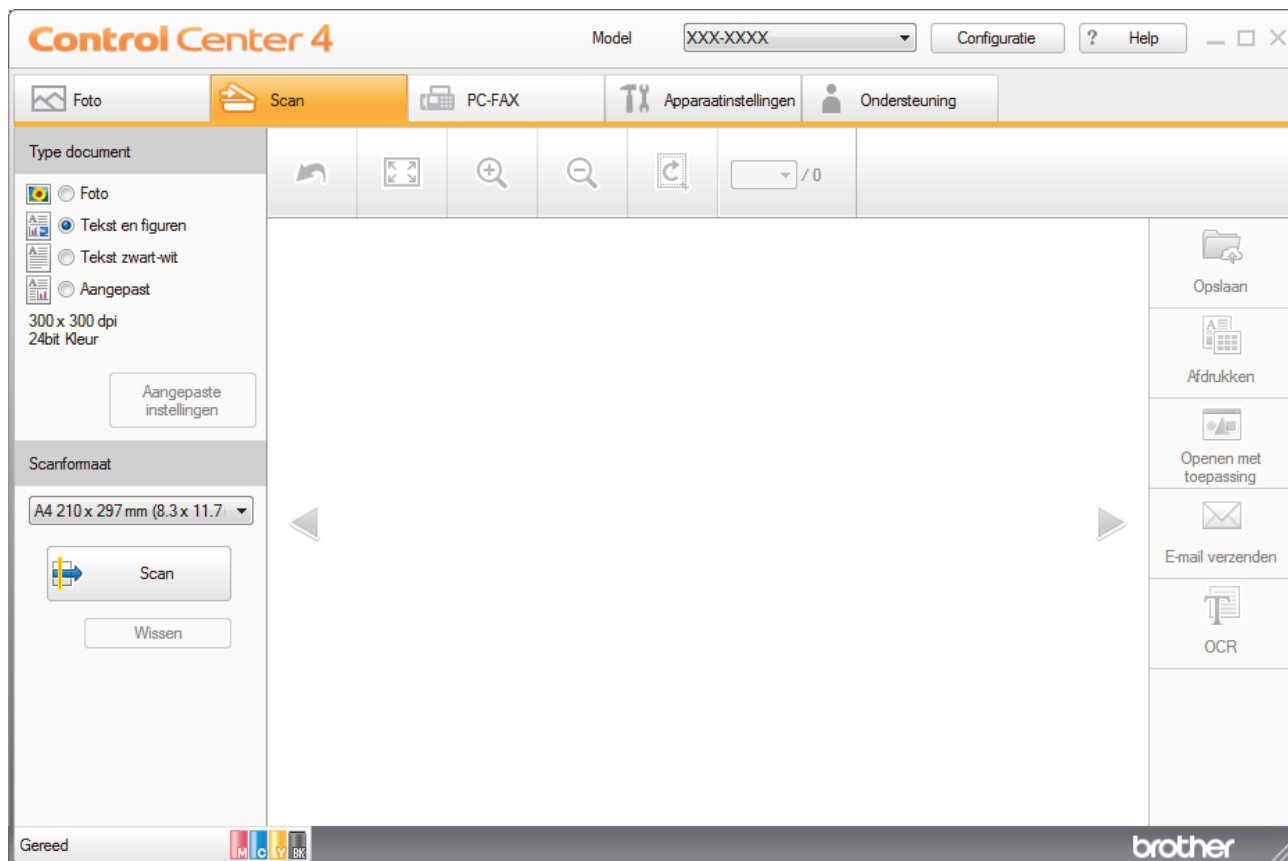 Control Center 4
Model
XXX-XXXX
Configuratie
? Help
Foto
Scan
PC-FAX
Apparaatinstellingen
Ondersteuning
Type document
Foto
Tekst en figuren
Tekst zwart-wit
Aangepast
300 x 300 dpi
24bit Kleur
Aangepaste
instellingen
Scanformaat
A4 210 x 297 mm (8.3 x 11.7
Scan
Wissen
/ 0
Opslaan
Afdrukken
Openen met
toepassing
E-mail verzenden
OCR
Gereed
M C Y BK
brother